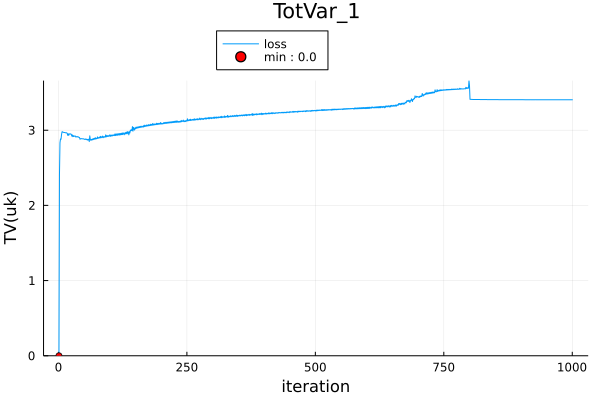 TotVar_1
loss
min : 0.0
TV(uk)
3
2
1
0
0 250 500 750 1000
iteration